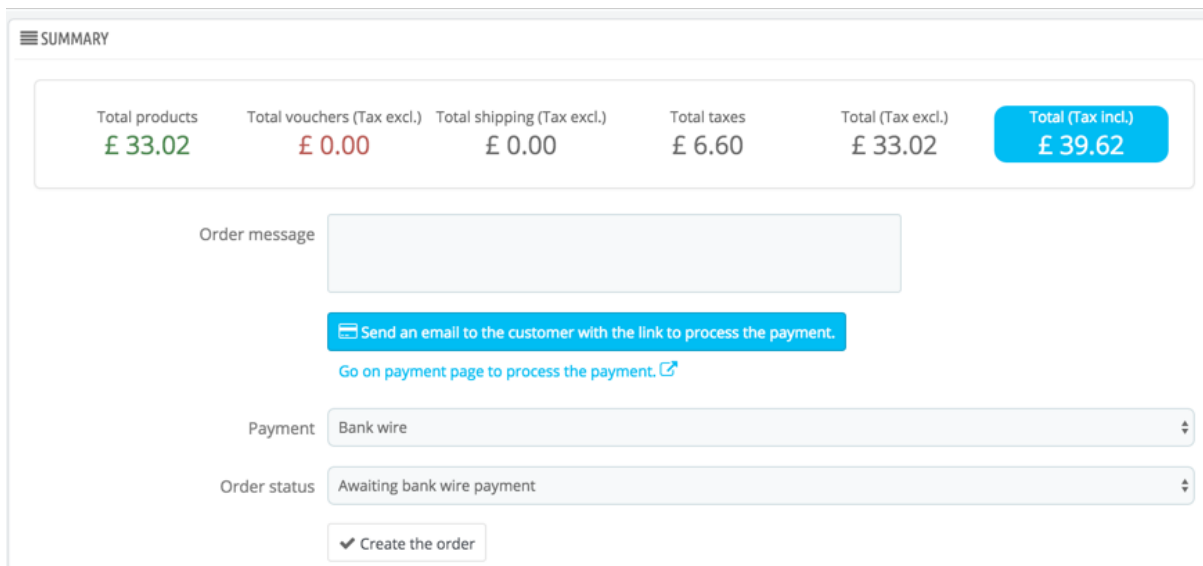 SUMMARY
Total products Total vouchers (Tax excl.) Total shipping (Tax excl.) Total taxes Total (Tax excl.) Total (Tax incl.)
£ 33.02 £ 0.00 £ 0.00 £ 6.60 £ 33.02 £ 39.62
Order message
Send an email to the customer with the link to process the payment.
Go on payment page to process the payment.
Payment Bank wire
Order status Awaiting bank wire payment
Create the order